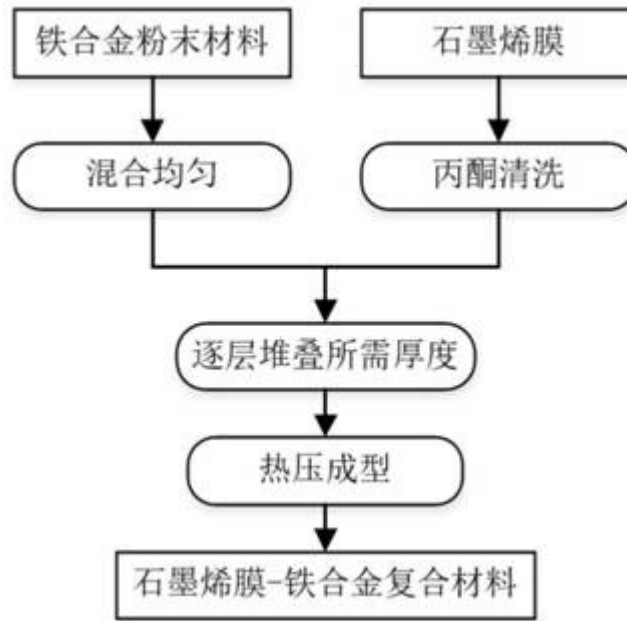 铁合金粉末材料
石墨烯膜
混合均匀
丙酮清洗
逐层堆叠所需厚度
热压成型
石墨烯膜-铁合金复合材料